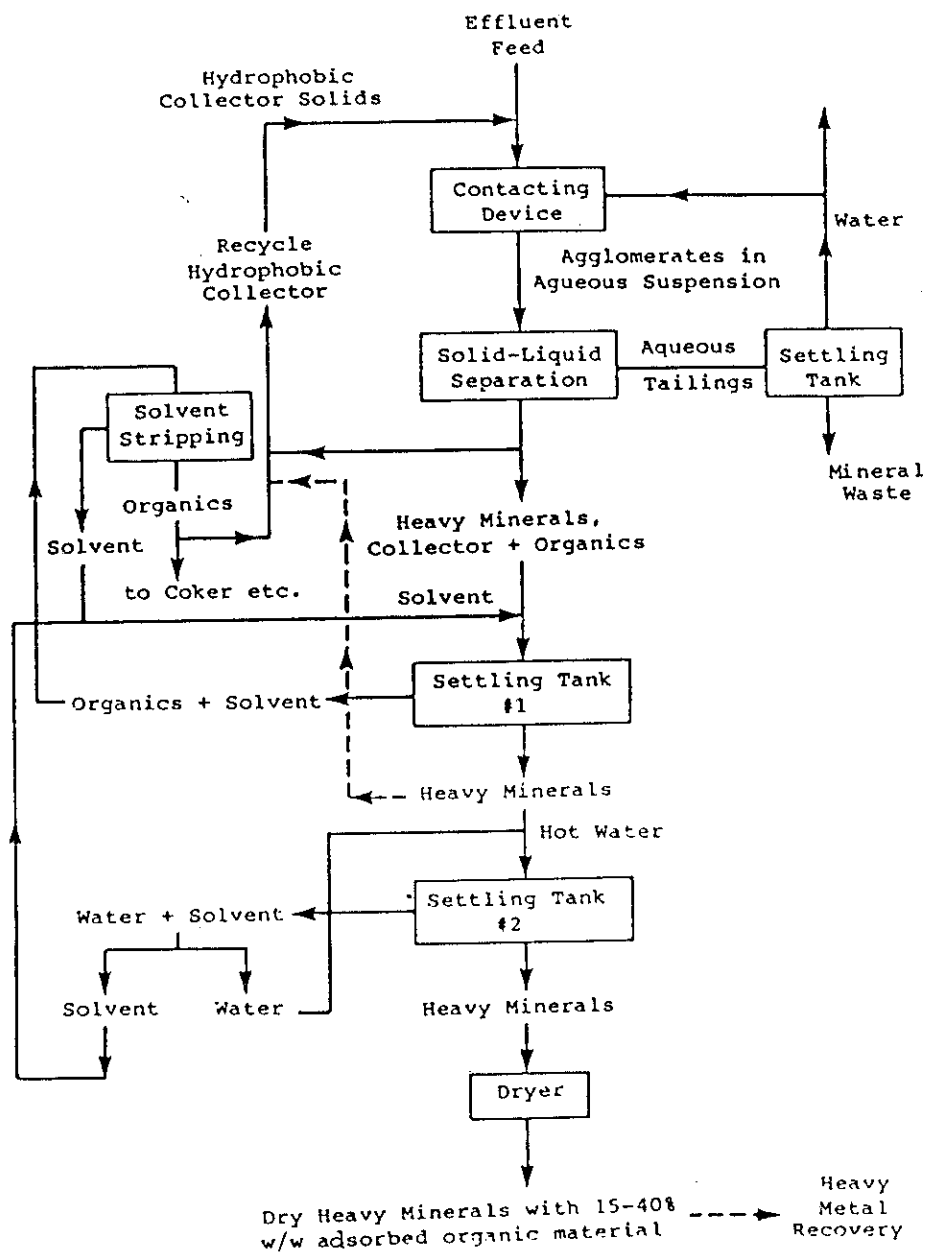 Effluent
Feed
Hydrophobic
Collector Solids
Contacting
Device
Water
Recycle
Hydrophobic
Collector
Agglomerates in
Agueous Suspension
Solid-Liquid
Separation
Aqueous
Tailings
Settling
Tank
Solvent
Stripping
Mineral
Waste
Organics
Solvent
Heavy Minerals,
Collector + Organics
to Coker etc.
Solvent
Settling Tank
#1
Organics + Solvent
Heavy Minerals
Hot Water
Settling Tank
#2
Water + Solvent
Solvent
Water
Heavy Minerals
Dryer
Dry Heavy Minerals with 15-40%
w/w adsorbed organic material
Heavy
Metal
Recovery